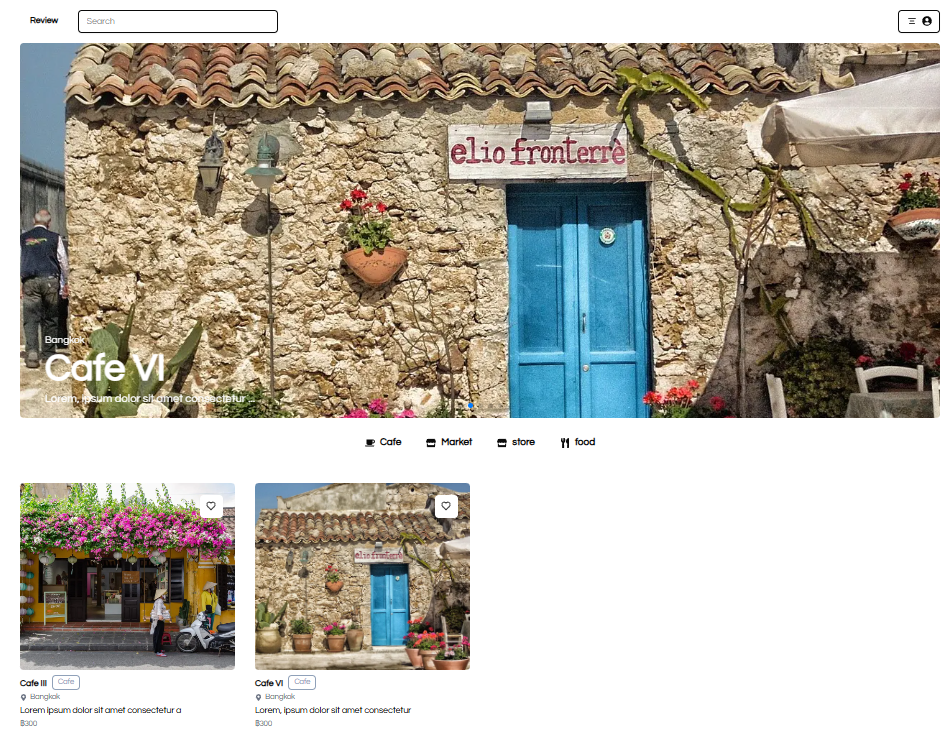 Review
Search
elio fronterrè
Bangkok
Cafe VI
Lorem, ipsum dolor sit amet consectetur
Cafe
Market
store
food
elio fronterrè
Cafe III
Cafe
Bangkok
Lorem ipsum dolor sit amet consectetur a
฿300
Cafe VI
Cafe
Bangkok
Lorem, ipsum dolor sit amet consectetur
฿300